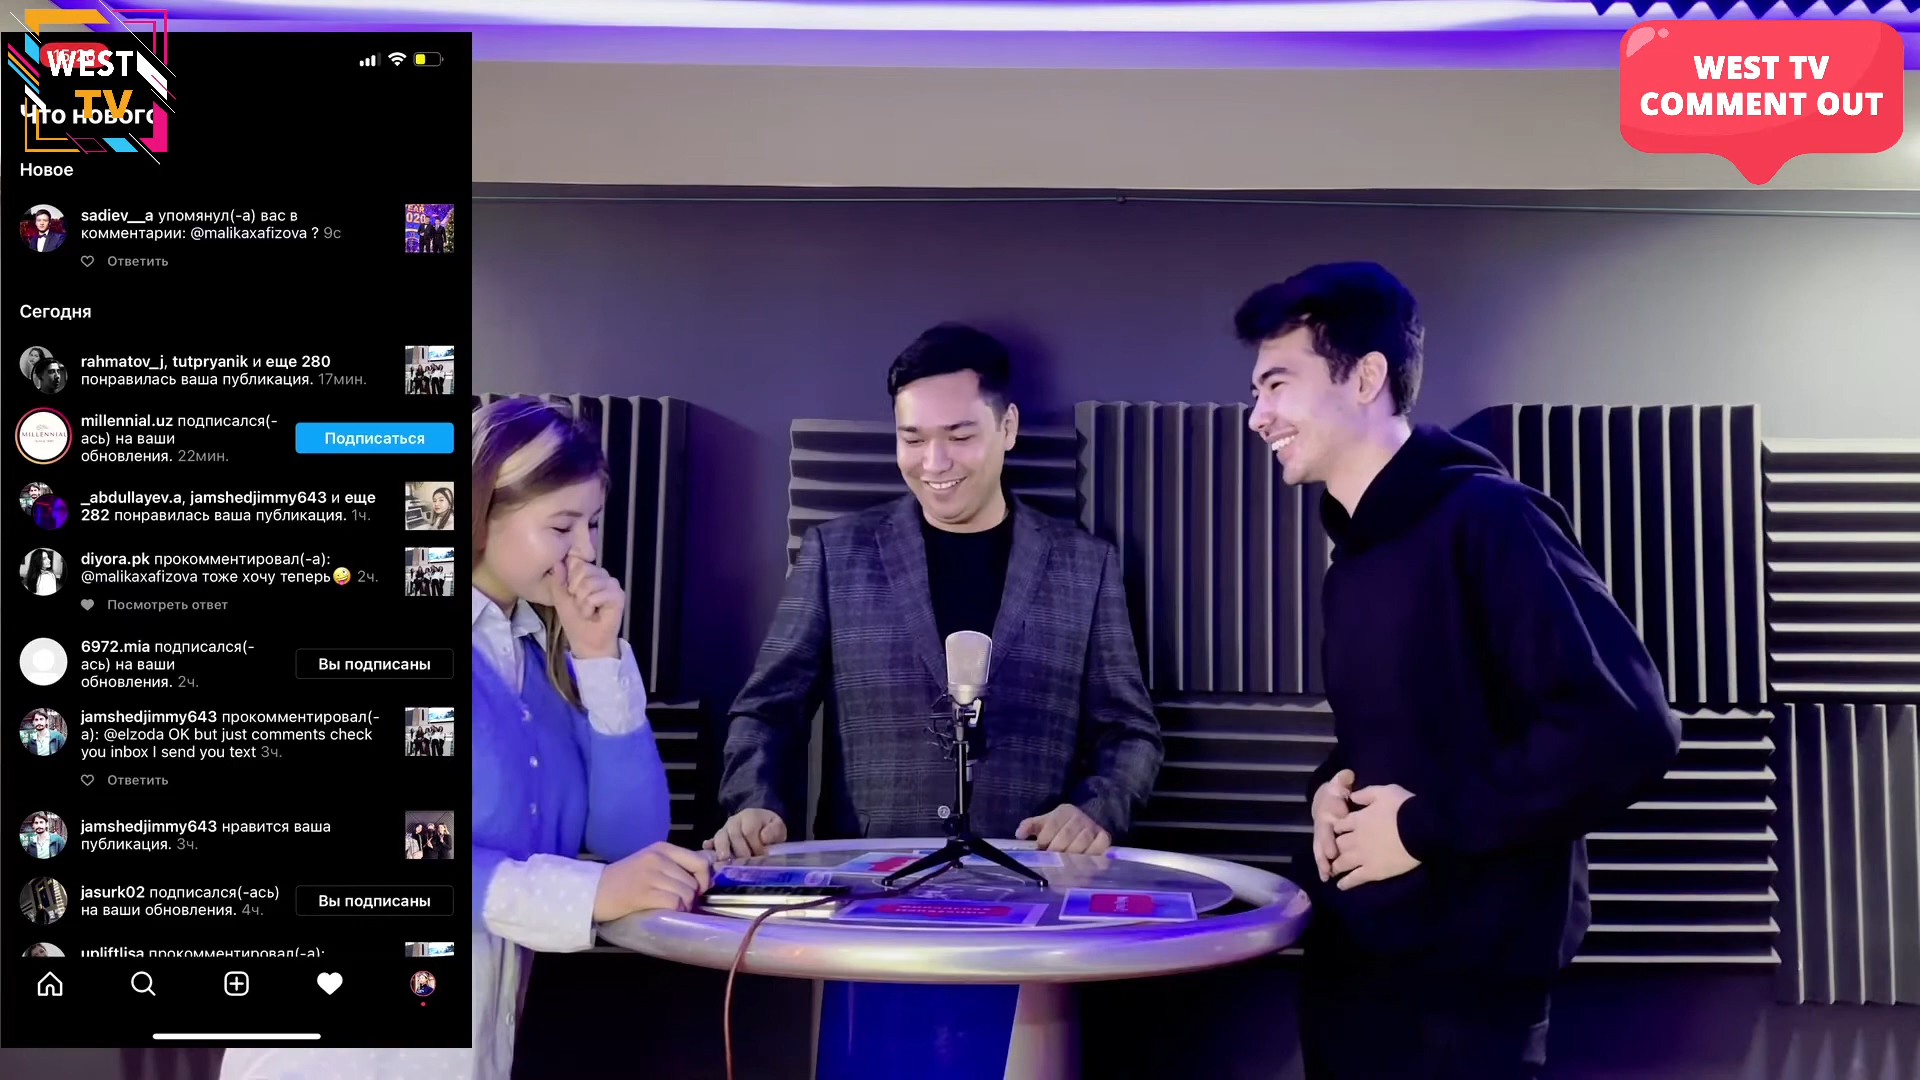 WEST
TV
WEST TV
COMMENT OUT
Что нового
Новое
sadiev__a упомянул(-а) вас в
комментарии: @malikaxafizova ? 9с
Ответить
Сегодня
rahmatov_j, tutpryanik и еще 280
понравилась ваша публикация. 17мин.
millennial.uz подписался(-
ась) на ваши
обновления. 22мин.
Подписаться
MILLENNIAL
_abdullayev.a, jamshedjimmy643 и еще
282 понравилась ваша публикация. 1ч.
diyora.pk прокомментировал(-а):
@malikaxafizova тоже хочу теперь🤪 2ч.
Посмотреть ответ
6972.mia подписался(-
ась) на ваши
обновления. 2ч.
Вы подписаны
jamshedjimmy643 прокомментировал(-
а): @elzoda OK but just comments check
you inbox I send you text 3ч.
Ответить
jamshedjimmy643 нравится ваша
публикация. 3ч.
jasurk02 подписался(-ась)
на ваши обновления. 4ч.
Вы подписаны
upliftlisa прокомментировал(-а):